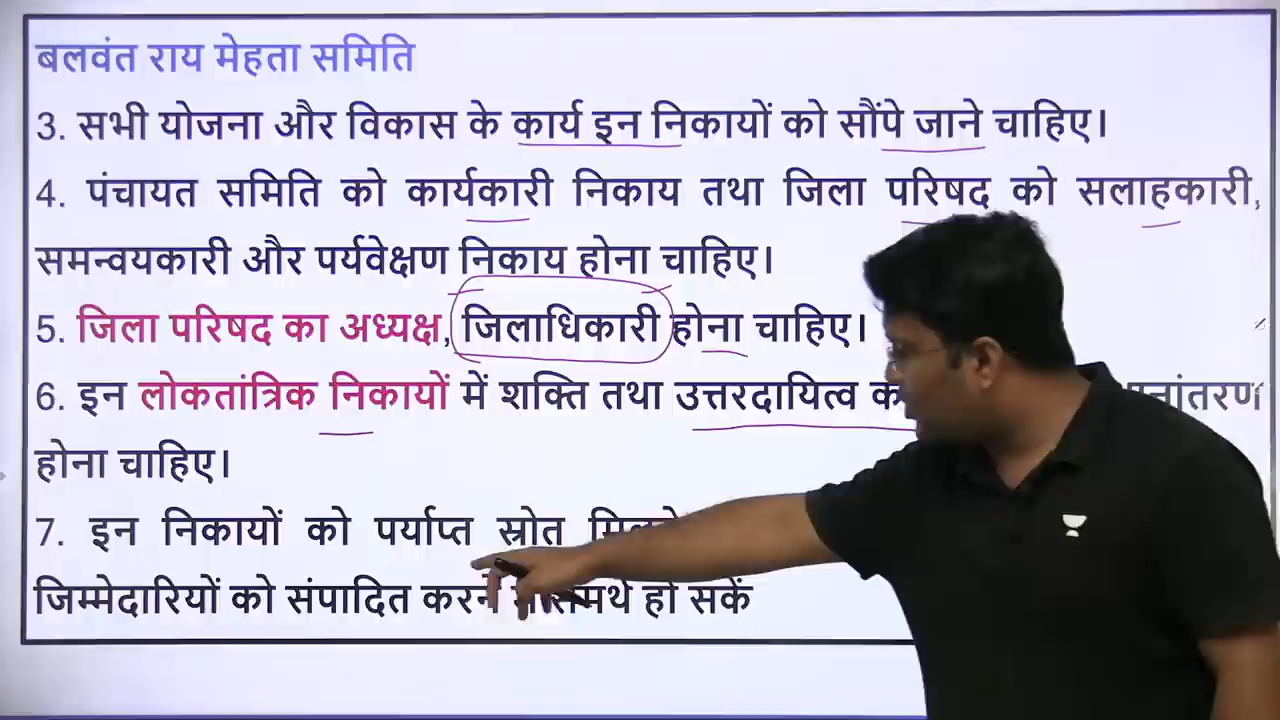 बलवंत राय मेहता समिति
3. सभी योजना और विकास के कार्य इन निकायों को सौंपे जाने चाहिए।
4. पंचायत समिति को कार्यकारी निकाय तथा जिला परिषद को सलाहकारी,
समन्वयकारी और पर्यवेक्षण निकाय होना चाहिए।
5. जिला परिषद का अध्यक्ष, जिलाधिकारी होना चाहिए।
6. इन लोकतांत्रिक निकायों में शक्ति तथा उत्तरदायित्व
होना चाहिए।
7. इन निकायों को पर्याप्त स्रोत
जिम्मेदारियों को संपादित करने हो सकें